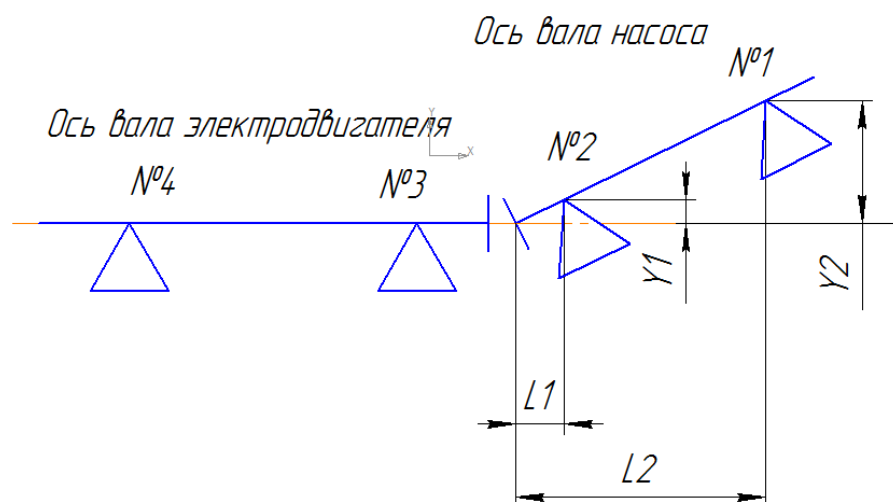 Ось вала насоса
№1
Ось вала электродвигателя
Y
X
№2
№4
№3
Y1
Y2
L1
L2